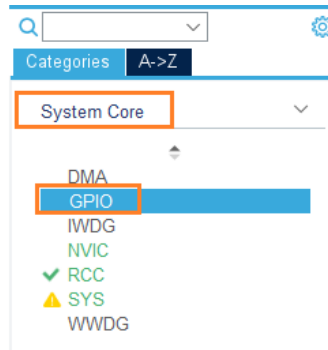 Categories A->Z
System Core
DMA
GPIO
IWDG
NVIC
RCC
SYS
WWDG